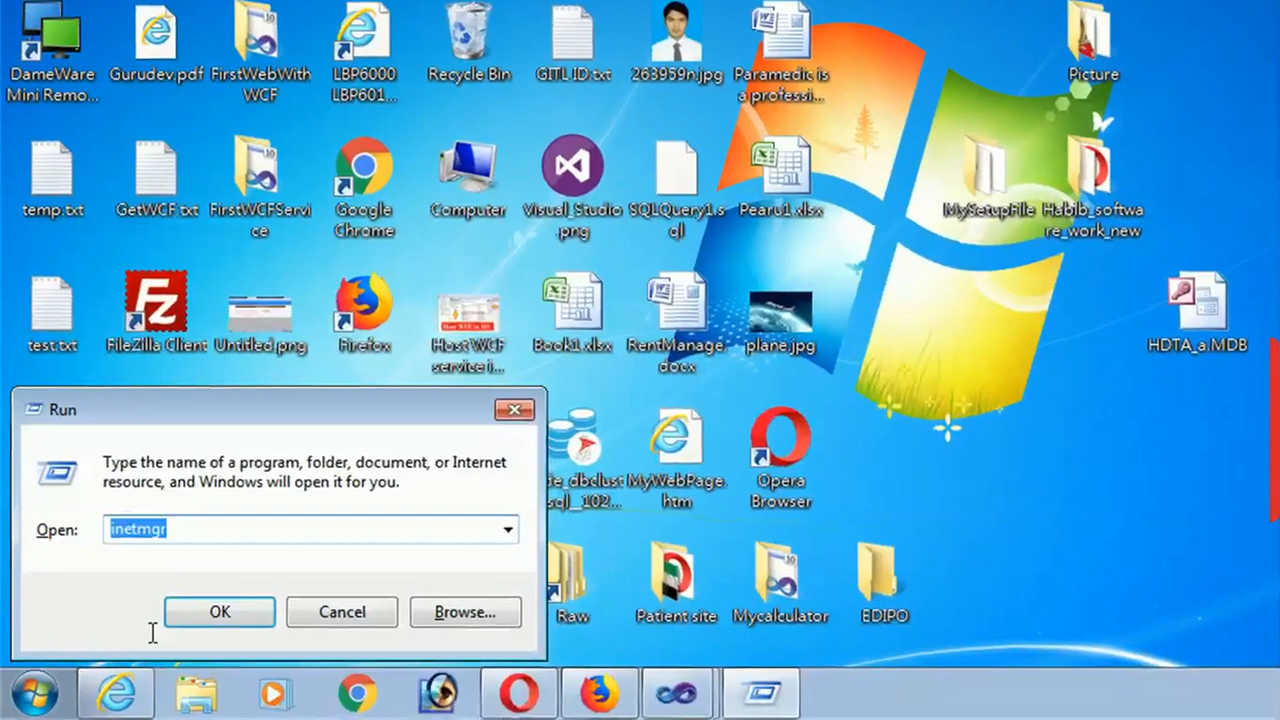 DameWare
Mini Remo...
Gurudev.pdf
FirstWebWith
WCF
LBP6000
LBP601...
Recycle Bin
GITL.ID.txt
263959n.jpg
Paramedic is
a professi...
Picture
temp.txt
GetWCF.txt
FirstWCFServi
ce
Google
Chrome
Computer
Visual_Studio
.png
SQLQuery1.s
ql
Pearu1.xlsx
MySetupFile
Habib_softwa
re_work_new
test.txt
FileZilla Client
Untitled.png
Firefox
Host WCF
service i...
Book1.xlsx
RentManage.
docx
plane.jpg
HDTA_a.MDB
Run
Type the name of a program, folder, document, or Internet
resource, and Windows will open it for you.
Open:
inetmgr
OK
Cancel
Browse...
MyWebPage.
htm
Opera
Browser
Raw
Patient site
Mycalculator
EDIPO